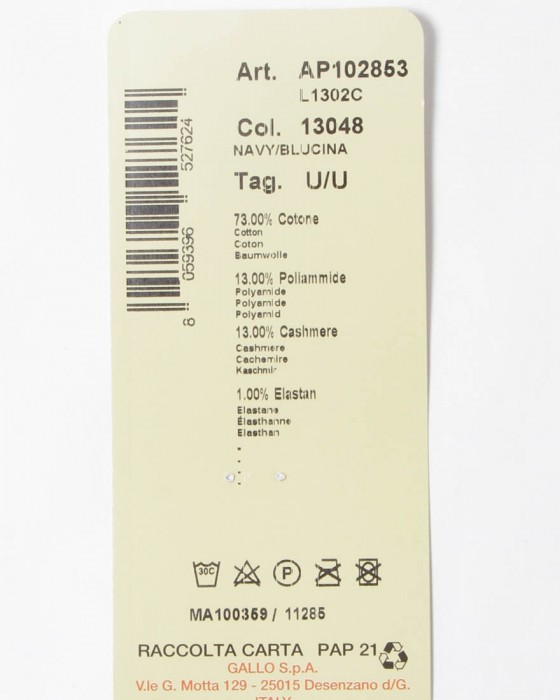 Art. AP102853
L1302C
Col. 13048
NAVY/BLUCINA
Tag. U/U
8 059396 527624
73.00% Cotone
Cotton
Coton
Baumwolle
13.00% Poliammide
Polyamide
Polyamide
Polyamid
13.00% Cashmere
Cashmere
Cachemire
Kaschmir
1.00% Elastan
Elastane
Élasthanne
Elasthan
30C P
MA100359 / 11285
RACCOLTA CARTA PAP 21
GALLO S.p.A.
V.le G. Motta 129 - 25015 Desenzano d/G.
ITALY